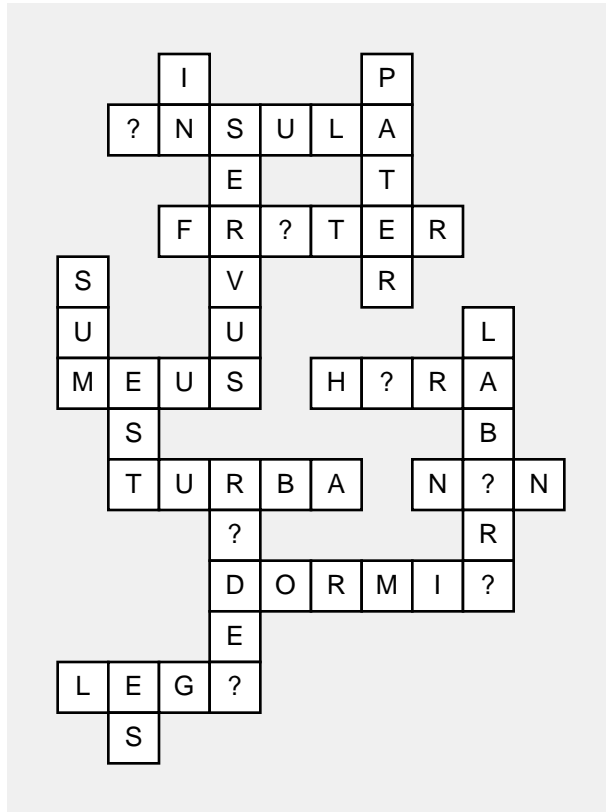 I P
? N S U L A
E T
F R ? T E R
S V R
U U L
M E U S H ? R A
S B
T U R B A N ? N
? R
D O R M I ?
E
L E G ?
S